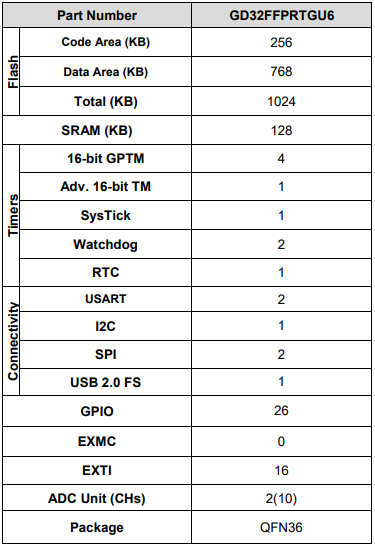 Part Number GD32FFPRTGU6
Flash
Code Area (KB) 256
Data Area (KB) 768
Total (KB) 1024
SRAM (KB) 128
Timers
16-bit GPTM 4
Adv. 16-bit TM 1
SysTick 1
Watchdog 2
RTC 1
Connectivity
USART 2
I2C 1
SPI 2
USB 2.0 FS 1
GPIO 26
EXMC 0
EXTI 16
ADC Unit (CHs) 2(10)
Package QFN36